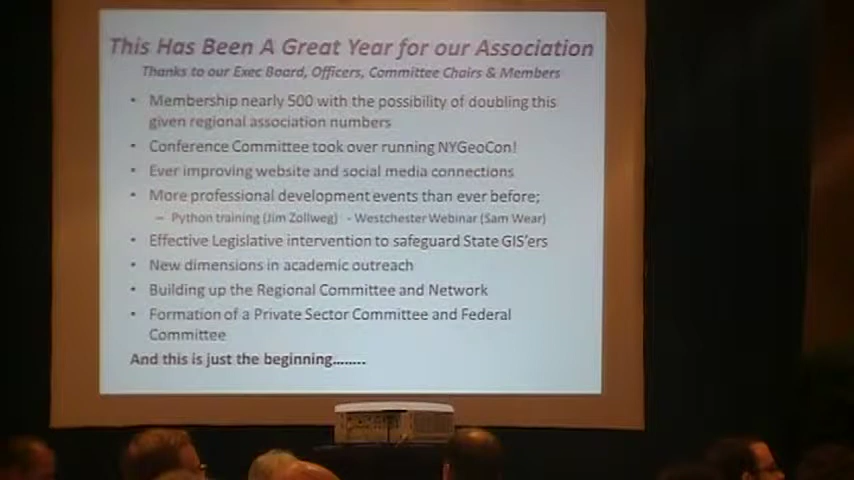 This Has Been A Great Year for our Association
Thanks to our Exec Board, Officers, Committee Chairs & Members
• Membership nearly 500 with the possibility of doubling this
given regional association numbers
• Conference Committee took over running NYGeoCon!
• Ever improving website and social media connections
• More professional development events than ever before;
– Python training (Jim Zollweg) - Westchester Webinar (Sam Wear)
• Effective Legislative intervention to safeguard State GIS'ers
• New dimensions in academic outreach
• Building up the Regional Committee and Network
• Formation of a Private Sector Committee and Federal
Committee
And this is just the beginning........